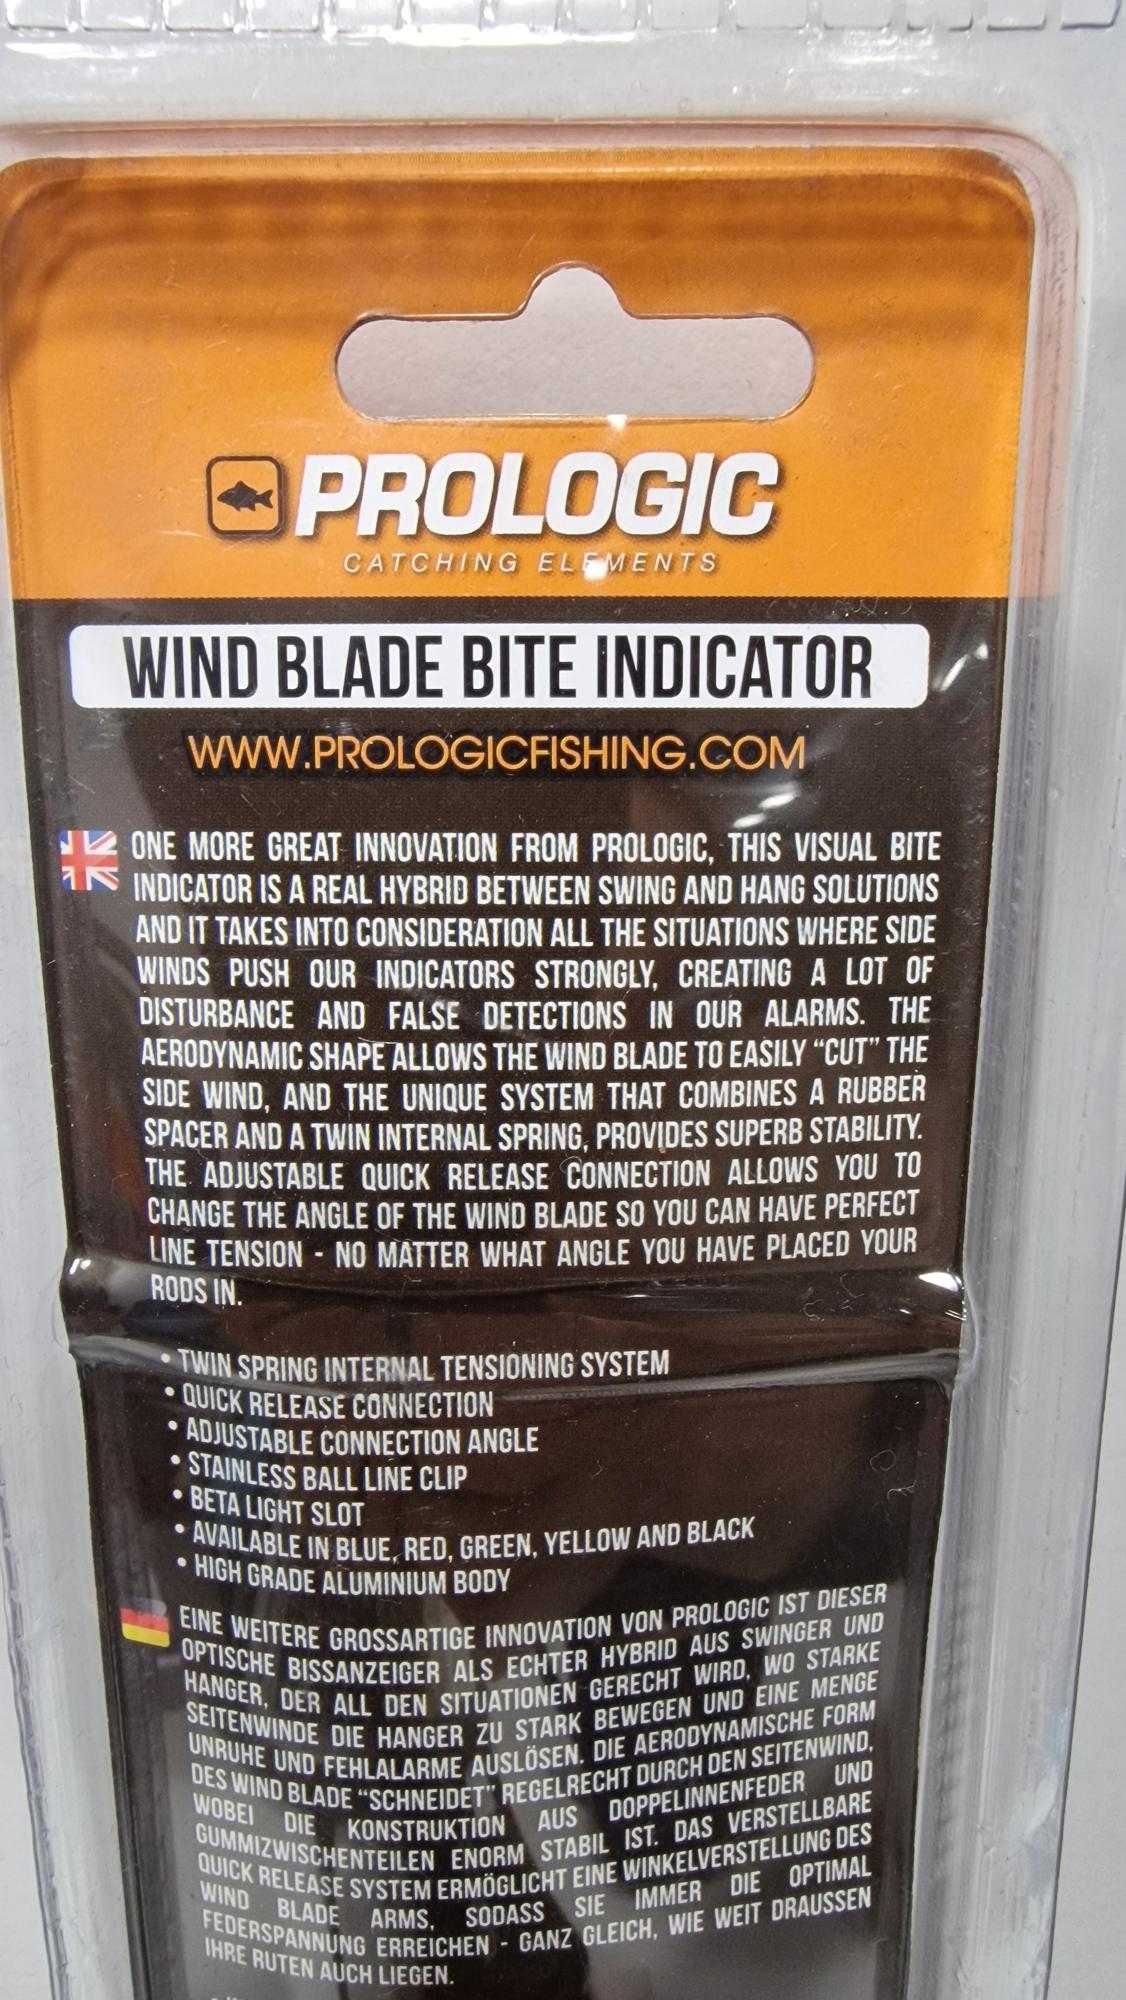 PROLOGIC
CATCHING ELEMENTS
WIND BLADE BITE INDICATOR
WWW.PROLOGICFISHING.COM
ONE MORE GREAT INNOVATION FROM PROLOGIC, THIS VISUAL BITE
INDICATOR IS A REAL HYBRID BETWEEN SWING AND HANG SOLUTIONS
AND IT TAKES INTO CONSIDERATION ALL THE SITUATIONS WHERE SIDE
WINDS PUSH OUR INDICATORS STRONGLY, CREATING A LOT OF
DISTURBANCE AND FALSE DETECTIONS IN OUR ALARMS. THE
AERODYNAMIC SHAPE ALLOWS THE WIND BLADE TO EASILY “CUT” THE
SIDE WIND, AND THE UNIQUE SYSTEM THAT COMBINES A RUBBER
SPACER AND A TWIN INTERNAL SPRING, PROVIDES SUPERB STABILITY.
THE ADJUSTABLE QUICK RELEASE CONNECTION ALLOWS YOU TO
CHANGE THE ANGLE OF THE WIND BLADE SO YOU CAN HAVE PERFECT
LINE TENSION - NO MATTER WHAT ANGLE YOU HAVE PLACED YOUR
RODS IN.
• TWIN SPRING INTERNAL TENSIONING SYSTEM
• QUICK RELEASE CONNECTION
• ADJUSTABLE CONNECTION ANGLE
• STAINLESS BALL LINE CLIP
• BETA LIGHT SLOT
• AVAILABLE IN BLUE, RED, GREEN, YELLOW AND BLACK
• HIGH GRADE ALUMINIUM BODY
EINE WEITERE GROSSARTIGE INNOVATION VON PROLOGIC IST DIESER
OPTISCHE BISSANZEIGER ALS ECHTER HYBRID AUS SWINGER UND
HANGER, DER ALL DEN SITUATIONEN GERECHT WIRD, WO STARKE
SEITENWINDE DIE HANGER ZU STARK BEWEGEN UND EINE MENGE
UNRUHE UND FEHLALARME AUSLÖSEN. DIE AERODYNAMISCHE FORM
DES WIND BLADE “SCHNEIDET” REGELRECHT DURCH DEN SEITENWIND,
WOBEI DIE KONSTRUKTION AUS DOPPELINNENFEDER UND
GUMMIZWISCHENTEILEN ENORM STABIL IST. DAS VERSTELLBARE
QUICK RELEASE SYSTEM ERMÖGLICHT EINE WINKELVERSTELLUNG DES
WIND BLADE ARMS, SODASS SIE IMMER DIE OPTIMAL
FEDERSPANNUNG ERREICHEN - GANZ GLEICH, WIE WEIT DRAUSSEN
IHRE RUTEN AUCH LIEGEN.